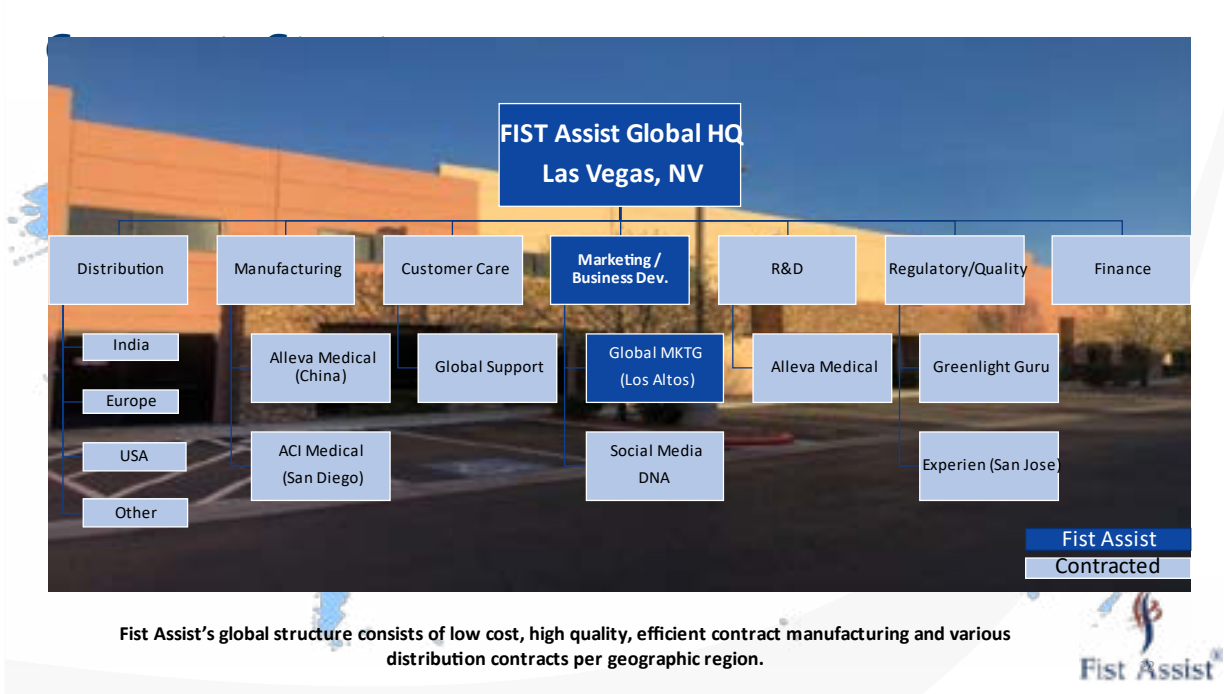 FIST Assist Global HQ
Las Vegas, NV
Distribution
Manufacturing
Customer Care
Marketing /
Business Dev.
R&D
Regulatory/Quality
Finance
India
Europe
USA
Other
Alleva Medical
(China)
ACI Medical
(San Diego)
Global Support
Global MKTG
(Los Altos)
Social Media
DNA
Alleva Medical
Greenlight Guru
Experien (San Jose)
Fist Assist
Contracted
Fist Assist’s global structure consists of low cost, high quality, efficient contract manufacturing and various
distribution contracts per geographic region.
Fist Assist®